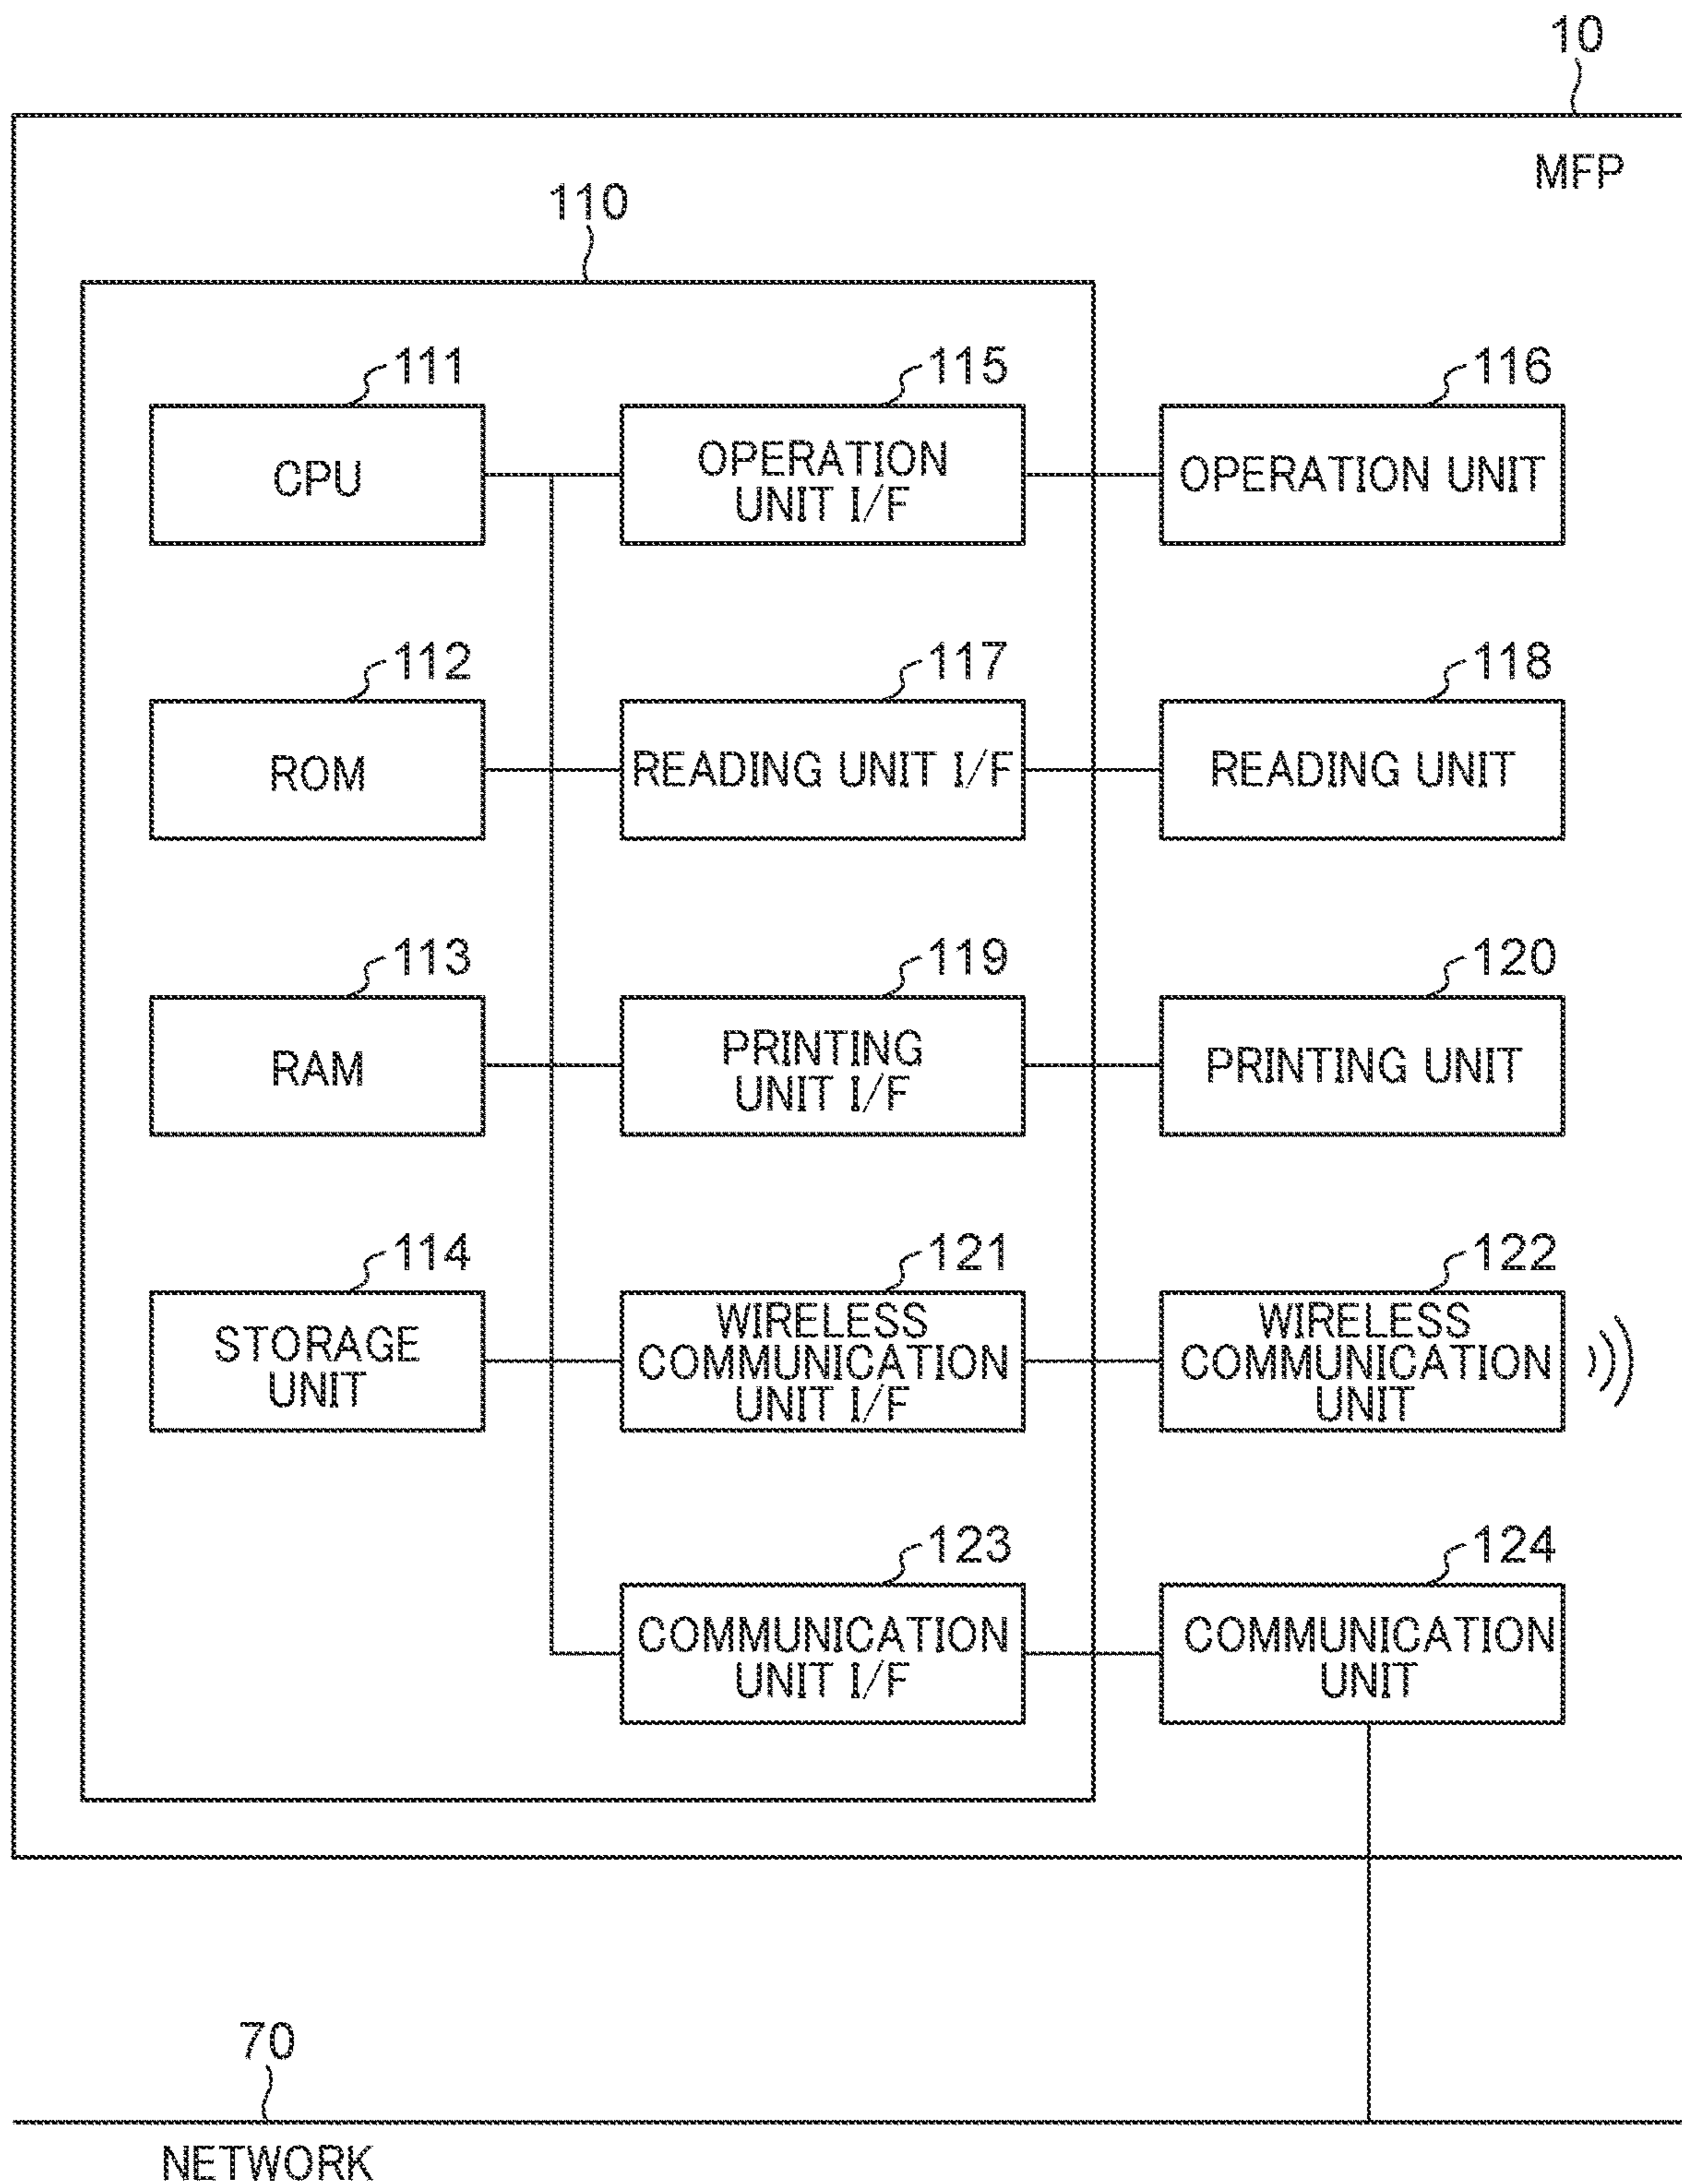 10
MFP
110
111
115
116
CPU
OPERATION
UNIT I/F
OPERATION UNIT
112
117
118
ROM
READING UNIT I/F
READING UNIT
113
119
120
RAM
PRINTING
UNIT I/F
PRINTING UNIT
114
121
122
STORAGE
UNIT
WIRELESS
COMMUNICATION
UNIT I/F
WIRELESS
COMMUNICATION
UNIT
123
124
COMMUNICATION
UNIT I/F
COMMUNICATION
UNIT
70
NETWORK